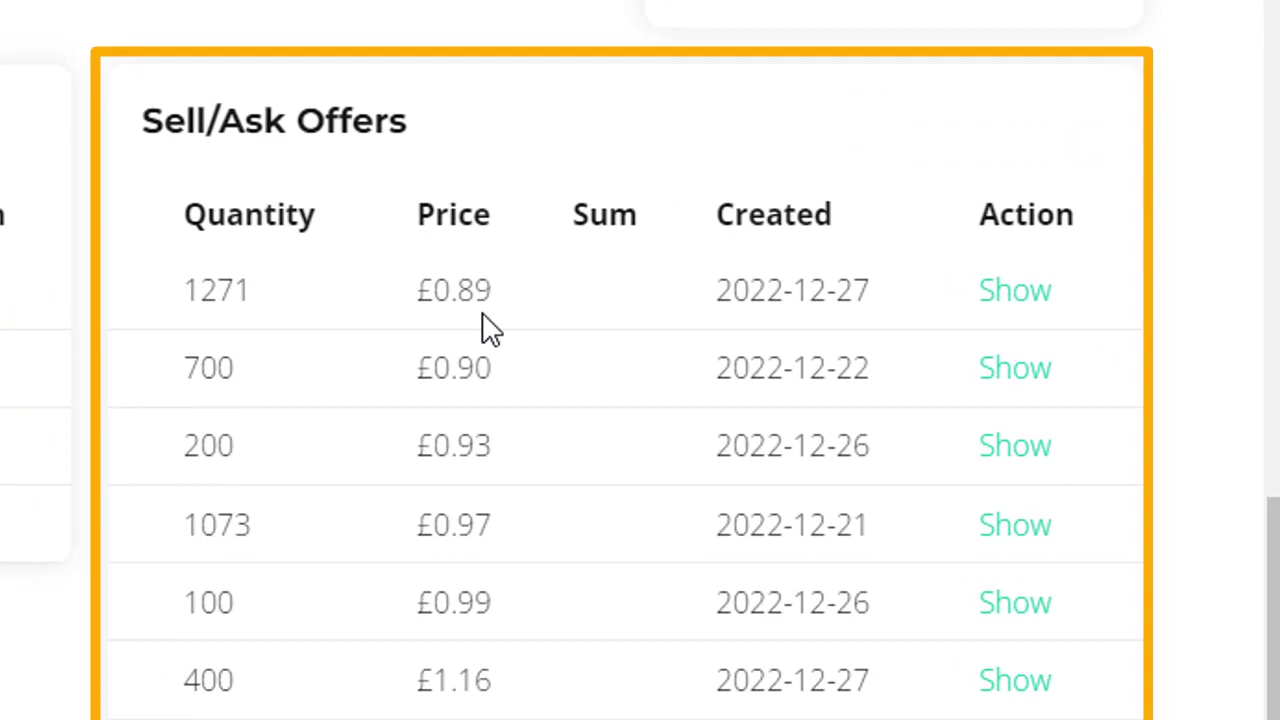 Sell/Ask Offers
Quantity Price Sum Created Action
1271 £0.89 2022-12-27 Show
700 £0.90 2022-12-22 Show
200 £0.93 2022-12-26 Show
1073 £0.97 2022-12-21 Show
100 £0.99 2022-12-26 Show
400 £1.16 2022-12-27 Show